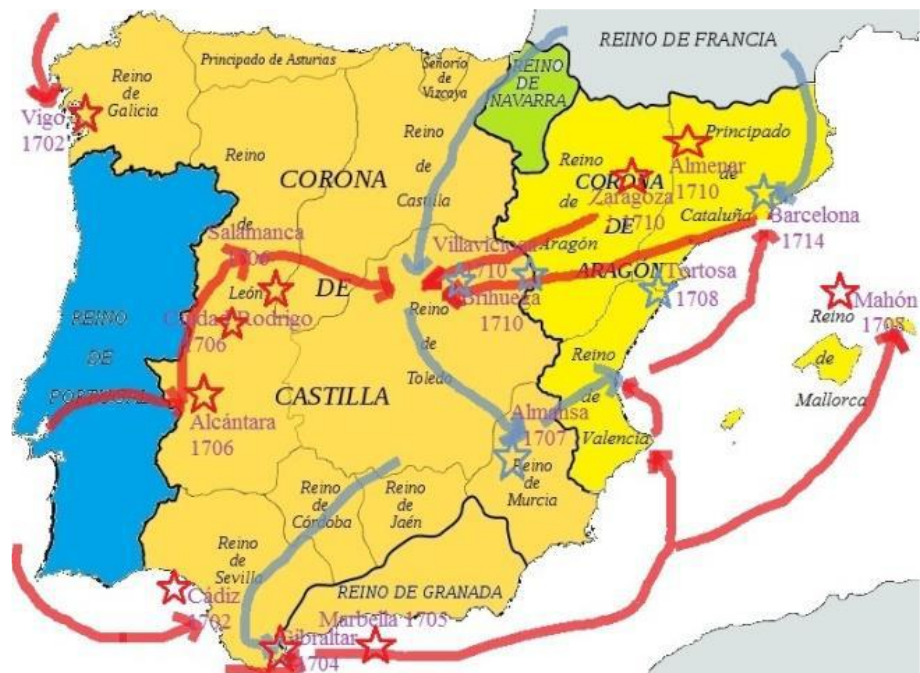 REINO DE FRANCIA
Principado de Asturias
Señorío
de
Vizcaya
Reino
de
Galicia
REINO
DE
NAVARRA
Vigo
1702
Reino
de
León
Reino
de
Castilla
CORONA
DE
CASTILLA
Principado
de
Cataluña
Almenar
1710
Reino
de
Aragón
Zaragoza
1710
CORONA
DE
ARAGÓN
Barcelona
1714
Salamanca
1706
Villaviciosa
1710
Brihuega
1710
Tortosa
1708
Mahón
1708
Ciudad Rodrigo
1706
Reino
de
Toledo
REINO
DE
PORTUGAL
Reino
de
Mallorca
Alcántara
1706
Almansa
1707
Reino
de
Valencia
Reino
de
Murcia
Reino
de
Córdoba
Reino
de
Jaén
Reino
de
Sevilla
REINO DE GRANADA
Cádiz
1702
Marbella 1705
Gibraltar
1704